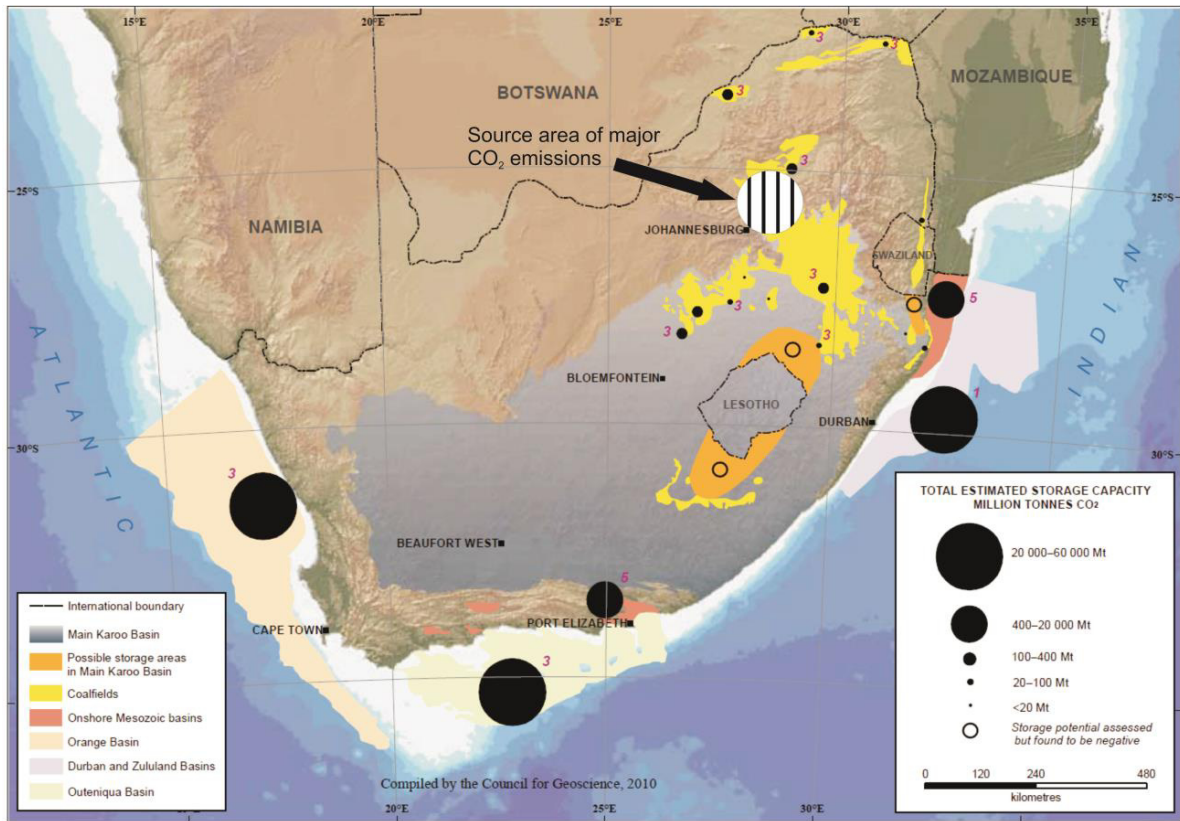 15°E
20°E
25°E
30°E
35°E
3
3
MOZAMBIQUE
BOTSWANA
3
Source area of major
CO₂ emissions
3
25°S
25°S
NAMIBIA
JOHANNESBURG
SWAZILAND
3
5
3
3
3
INDIAN
ATLANTIC
BLOEMFONTEIN
LESOTHO
DURBAN
1
30°S
30°S
3
BEAUFORT WEST
5
CAPE TOWN
PORT ELIZABETH
3
20°E
25°E
30°E
Compiled by the Council for Geoscience, 2010
International boundary
Main Karoo Basin
Possible storage areas
in Main Karoo Basin
Coalfields
Onshore Mesozoic basins
Orange Basin
Durban and Zululand Basins
Outeniqua Basin
TOTAL ESTIMATED STORAGE CAPACITY
MILLION TONNES CO2
20 000–60 000 Mt
400–20 000 Mt
100–400 Mt
20–100 Mt
<20 Mt
Storage potential assessed
but found to be negative
0 120 240 480
kilometres